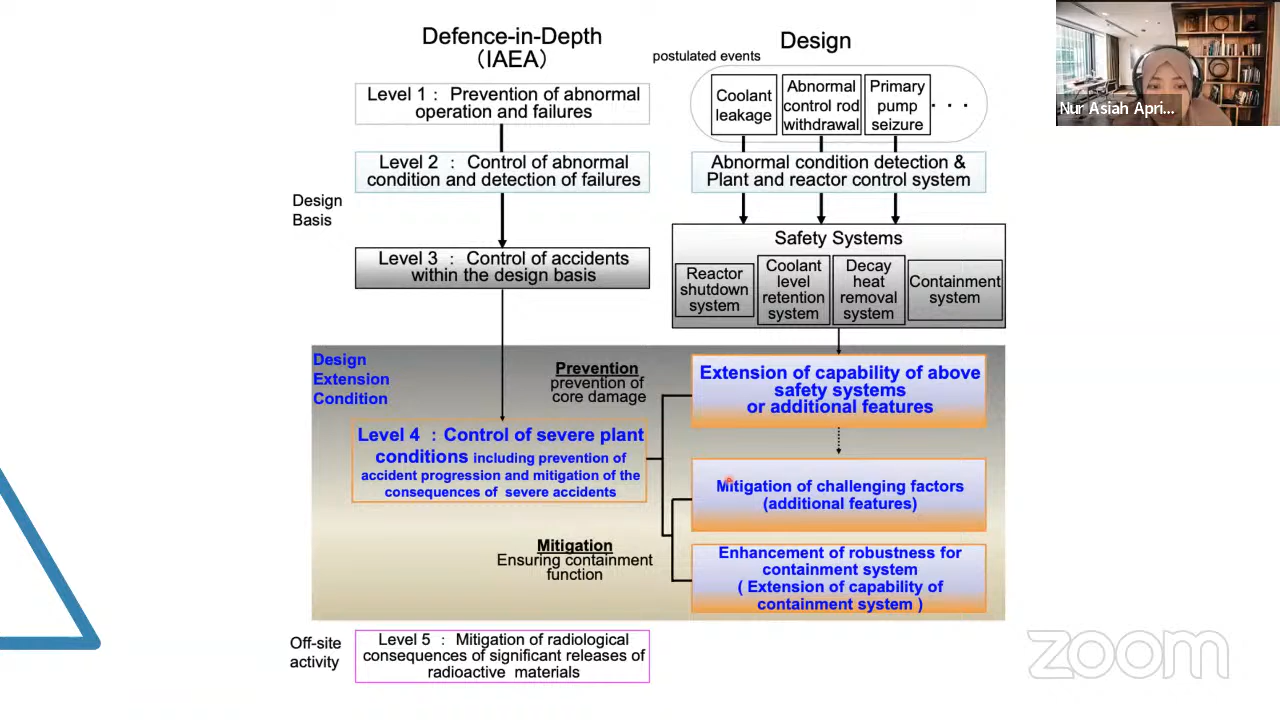 Defence-in-Depth
(IAEA)
Level 1 : Prevention of abnormal
operation and failures
Level 2 : Control of abnormal
condition and detection of failures
Design
Basis
Level 3 : Control of accidents
within the design basis
Design
postulated events
Coolant
leakage
Abnormal
control rod
withdrawal
Primary
pump
seizure
. . .
Abnormal condition detection &
Plant and reactor control system
Safety Systems
Reactor
shutdown
system
Coolant
level
retention
system
Decay
heat
removal
system
Containment
system
Design
Extension
Condition
Prevention
prevention of
core damage
Extension of capability of above
safety systems
or additional features
Level 4 : Control of severe plant
conditions including prevention of
accident progression and mitigation of the
consequences of severe accidents
Mitigation of challenging factors
(additional features)
Mitigation
Ensuring containment
function
Enhancement of robustness for
containment system
( Extension of capability of
containment system )
Off-site
activity
Level 5 : Mitigation of radiological
consequences of significant releases of
radioactive materials
Nur Asiah Apri...
zoom